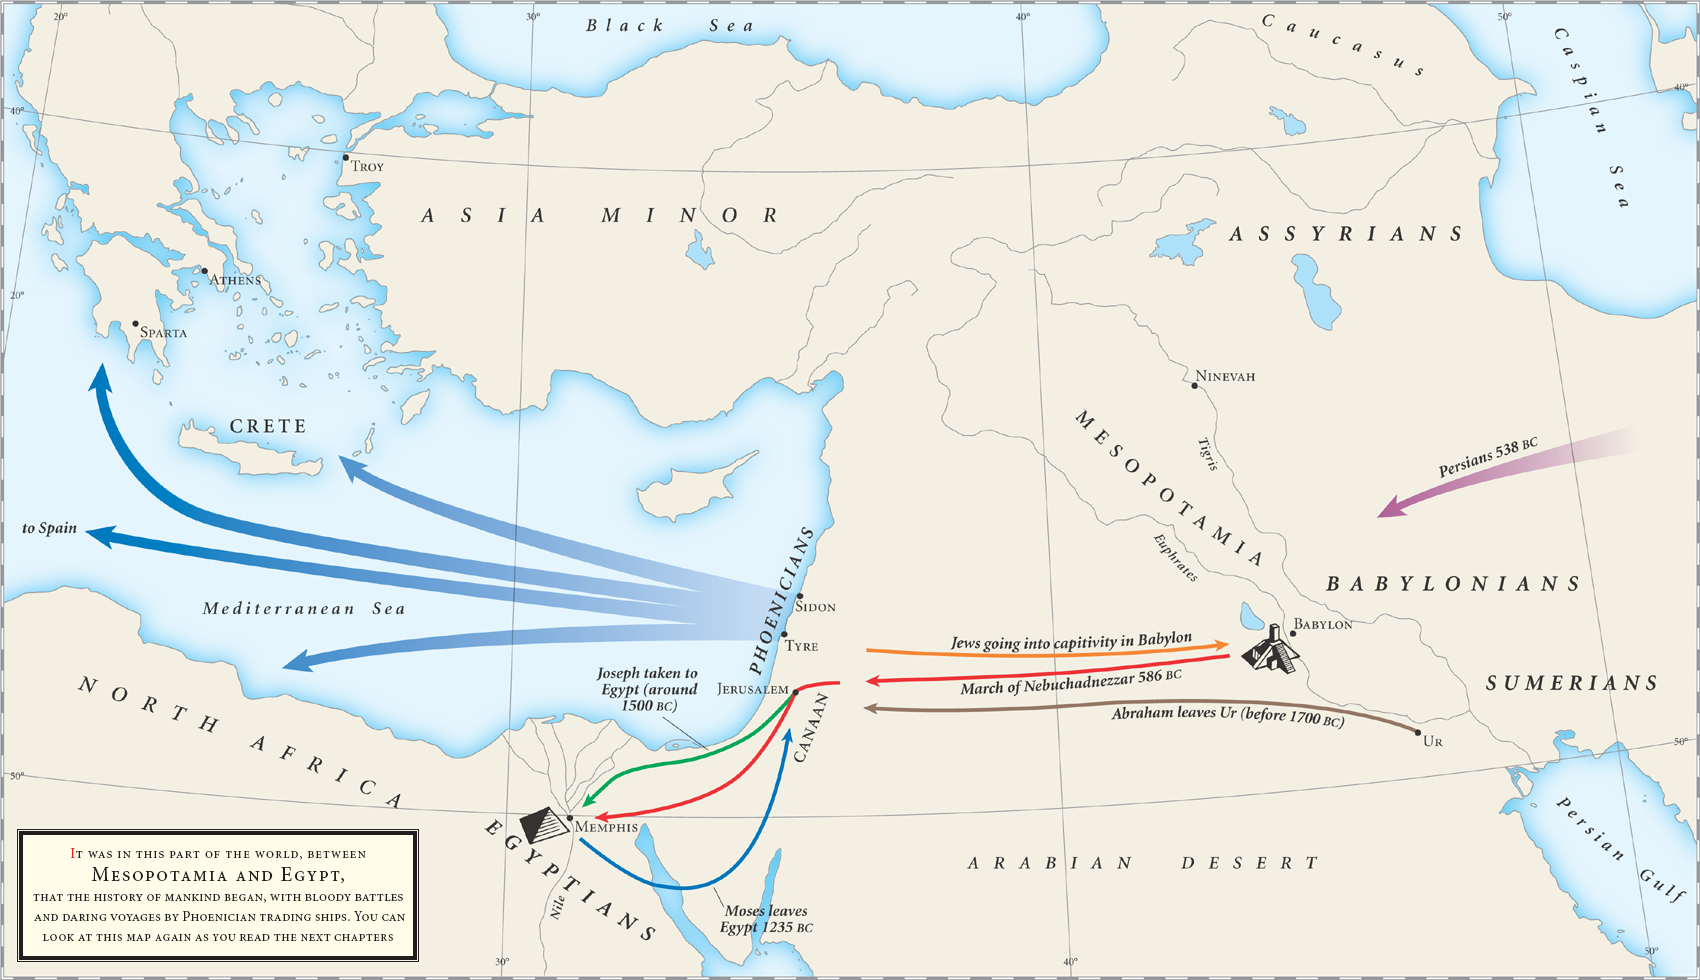 20°
30°
40°
50°
Black Sea
Caucasus
Caspian Sea
40°
40°
Troy
ASIA MINOR
ASSYRIANS
Athens
20°
Sparta
Ninevah
CRETE
MESOPOTAMIA
Tigris
Persians 538 BC
to Spain
PHOENICIANS
Euphrates
BABYLONIANS
Mediterranean Sea
Sidon
Tyre
Babylon
Jews going into capitivity in Babylon
Joseph taken to
Egypt (around
1500 BC)
Jerusalem
March of Nebuchadnezzar 586 BC
SUMERIANS
NORTH AFRICA
CANAAN
Abraham leaves Ur (before 1700 BC)
Ur
50°
50°
Memphis
EGYPTIANS
Persian Gulf
ARABIAN DESERT
Nile
Moses leaves
Egypt 1235 BC
It was in this part of the world, between
Mesopotamia and Egypt,
that the history of mankind began, with bloody battles
and daring voyages by Phoenician trading ships. You can
look at this map again as you read the next chapters
30°
40°
50°